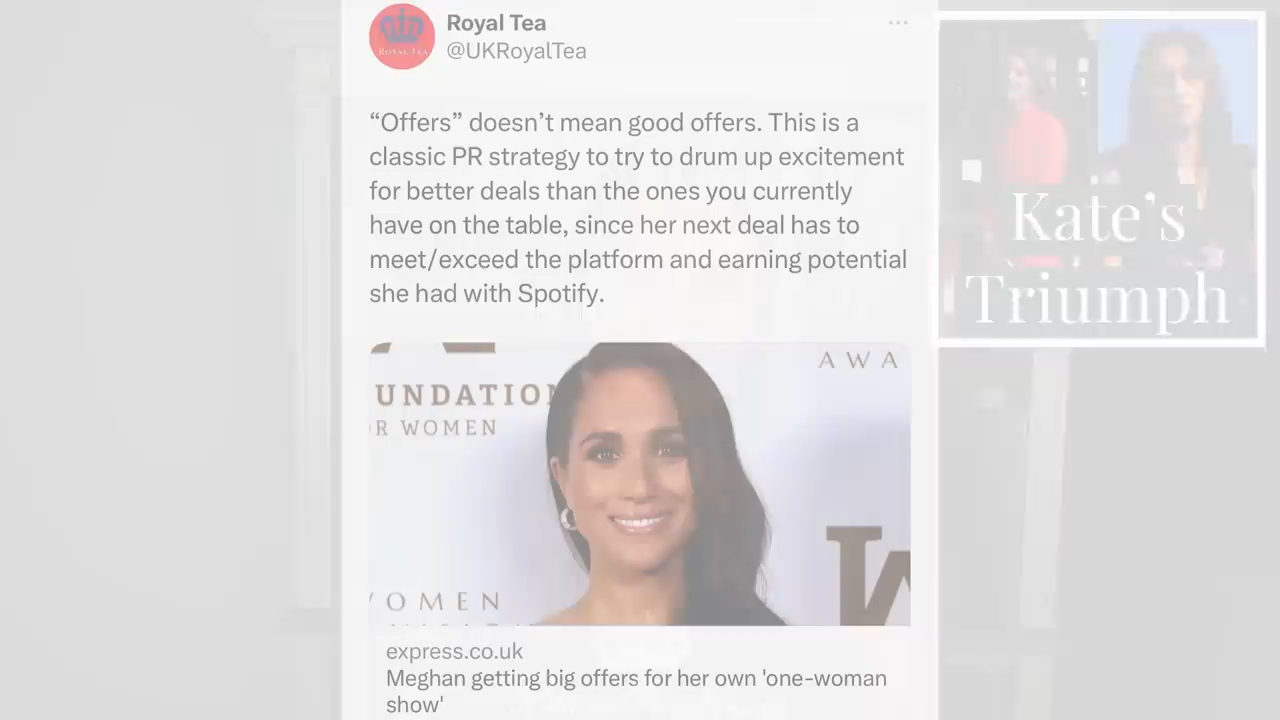 Royal Tea
@UKRoyalTea
ROYAL TEA
“Offers” doesn’t mean good offers. This is a
classic PR strategy to try to drum up excitement
for better deals than the ones you currently
have on the table, since her next deal has to
meet/exceed the platform and earning potential
she had with Spotify.
Kate’s
Triumph
AWA
UNDATION
R WOMEN
WOMEN
W
express.co.uk
Meghan getting big offers for her own 'one-woman
show'